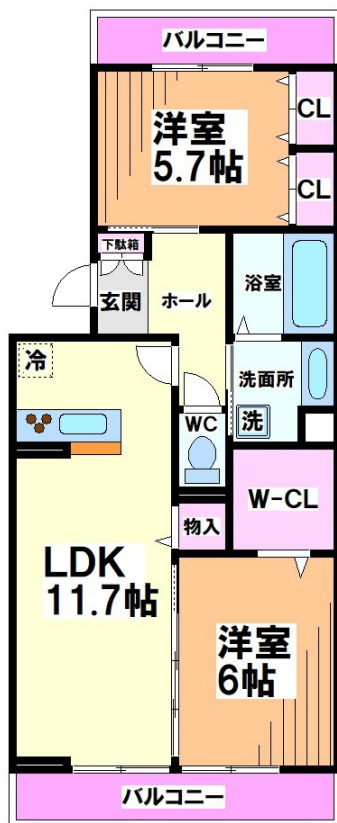 バルコニー
洋室
5.7帖
CL
CL
下駄箱
玄関
ホール
浴室
冷
洗面所
WC
洗
W-CL
物入
LDK
11.7帖
洋室
6帖
バルコニー